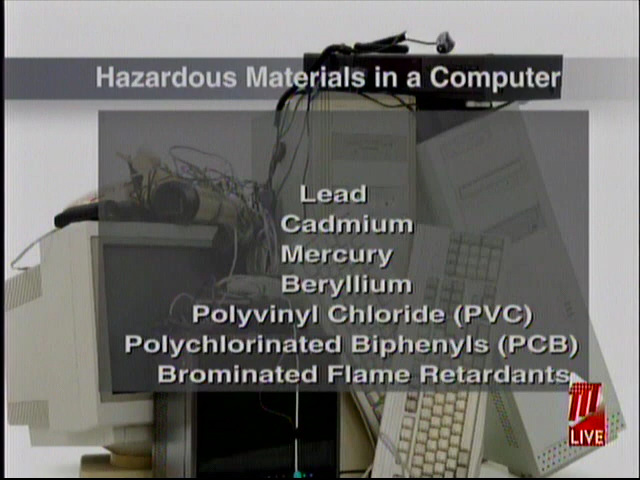 Hazardous Materials in a Computer
Lead
Cadmium
Mercury
Beryllium
Polyvinyl Chloride (PVC)
Polychlorinated Biphenyls (PCB)
Brominated Flame Retardants
LIVE